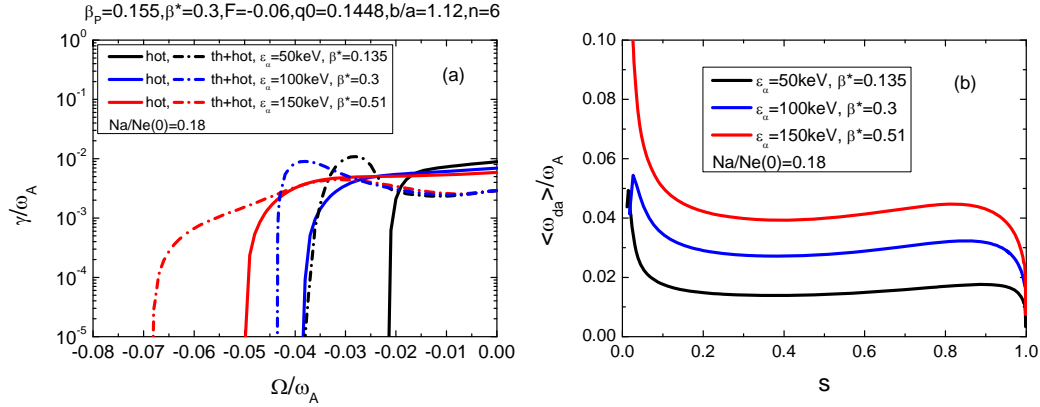 β_P=0.155,β*=0.3,F=-0.06,q0=0.1448,b/a=1.12,n=6
(a)
hot, th+hot, ε_α=50keV, β*=0.135
hot, th+hot, ε_α=100keV, β*=0.3
hot, th+hot, ε_α=150keV, β*=0.51
Na/Ne(0)=0.18
10^0
10^-1
10^-2
10^-3
10^-4
10^-5
γ/ω_A
-0.08 -0.07 -0.06 -0.05 -0.04 -0.03 -0.02 -0.01 0.00
Ω/ω_A
(b)
ε_α=50keV, β*=0.135
ε_α=100keV, β*=0.3
ε_α=150keV, β*=0.51
Na/Ne(0)=0.18
0.10
0.08
0.06
0.04
0.02
0.00
<ω_da>/ω_A
0.0 0.2 0.4 0.6 0.8 1.0
s